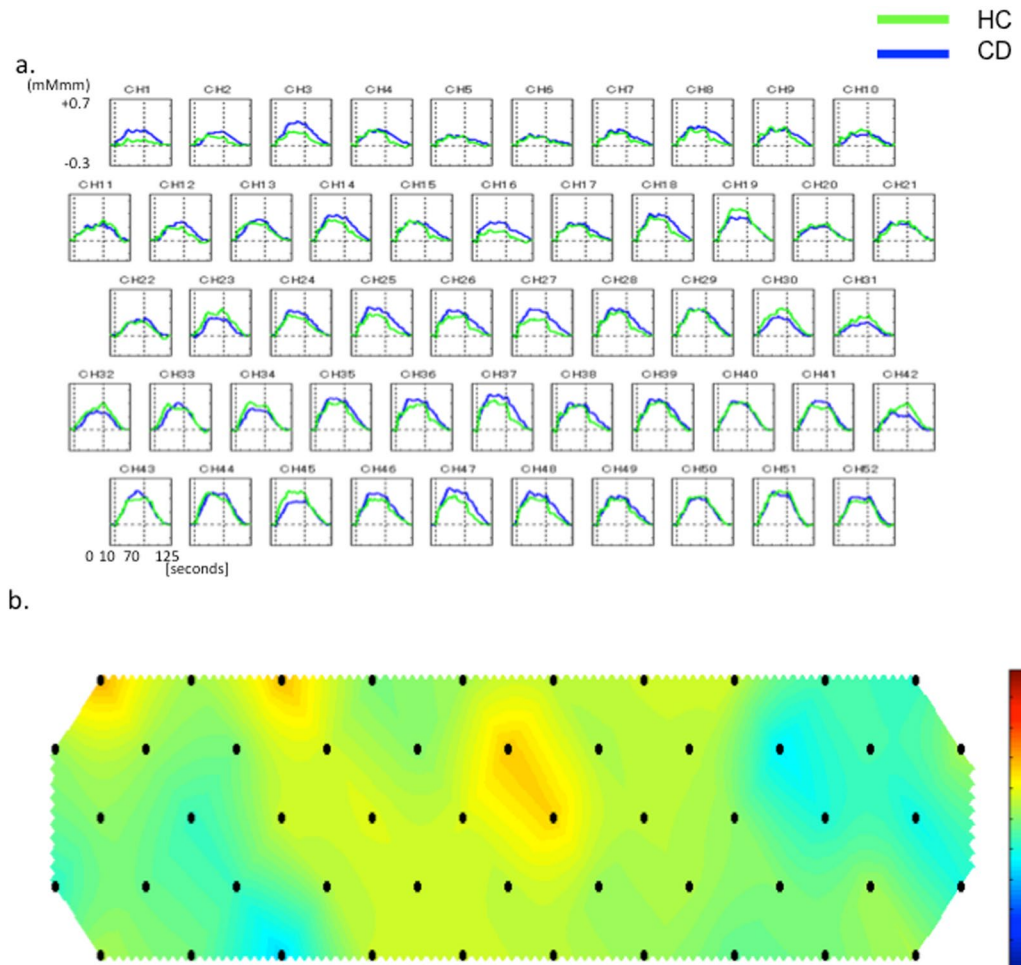 HC
CD
a.
(mMmm)
+0.7
-0.3
CH1 CH2 CH3 CH4 CH5 CH6 CH7 CH8 CH9 CH10
CH11 CH12 CH13 CH14 CH15 CH16 CH17 CH18 CH19 CH20 CH21
CH22 CH23 CH24 CH25 CH26 CH27 CH28 CH29 CH30 CH31
CH32 CH33 CH34 CH35 CH36 CH37 CH38 CH39 CH40 CH41 CH42
CH43 CH44 CH45 CH46 CH47 CH48 CH49 CH50 CH51 CH52
0 10 70 125
[seconds]
b.